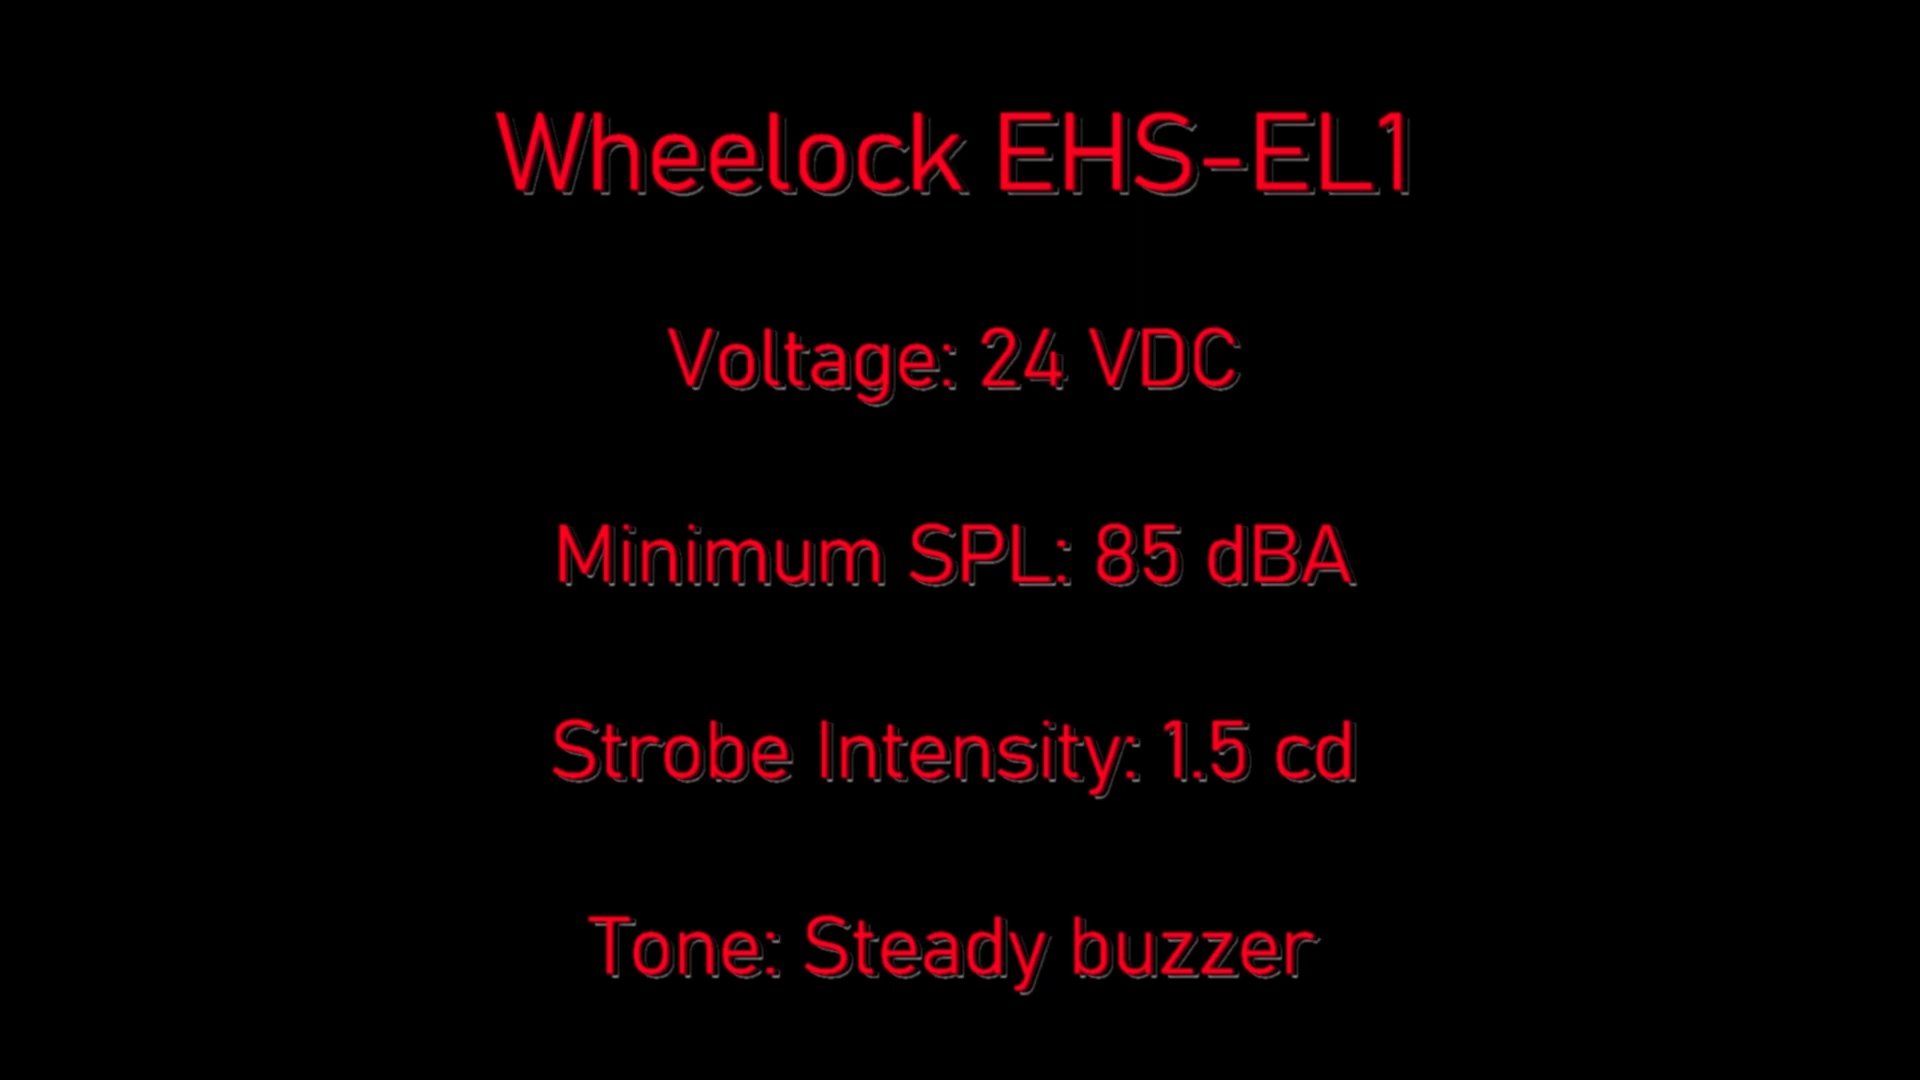 Wheelock EHS-EL1
Voltage: 24 VDC
Minimum SPL: 85 dBA
Strobe Intensity: 1.5 cd
Tone: Steady buzzer